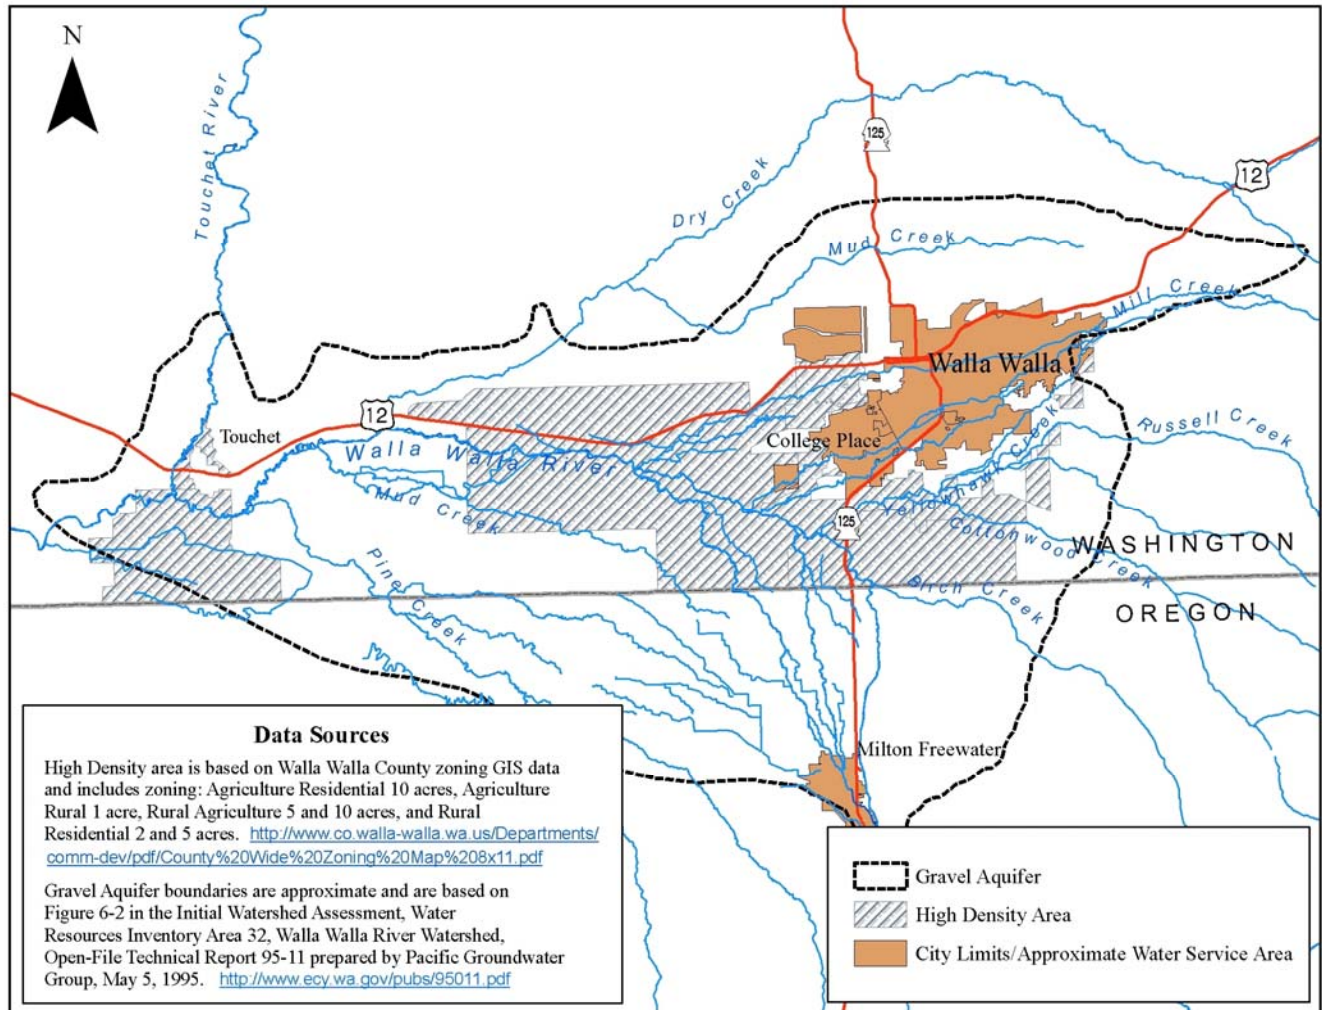 N
Touchet River
125
12
Dry Creek
Mud Creek
Mill Creek
Walla Walla
12
Touchet
College Place
Russell Creek
Walla Walla River
Mud Creek
Yellowhawk Creek
125
Cottonwood Creek
WASHINGTON
Pine Creek
Birch Creek
OREGON
Data Sources
High Density area is based on Walla Walla County zoning GIS data
and includes zoning: Agriculture Residential 10 acres, Agriculture
Rural 1 acre, Rural Agriculture 5 and 10 acres, and Rural
Residential 2 and 5 acres. http://www.co.walla-walla.wa.us/Departments/
comm-dev/pdf/County%20Wide%20Zoning%20Map%208x11.pdf
Gravel Aquifer boundaries are approximate and are based on
Figure 6-2 in the Initial Watershed Assessment, Water
Resources Inventory Area 32, Walla Walla River Watershed,
Open-File Technical Report 95-11 prepared by Pacific Groundwater
Group, May 5, 1995. http://www.ecy.wa.gov/pubs/95011.pdf
Milton Freewater
Gravel Aquifer
High Density Area
City Limits/Approximate Water Service Area